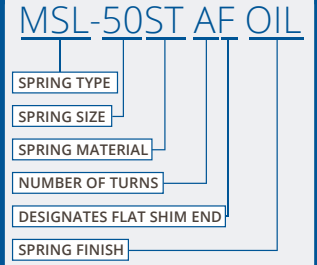 MSL-50ST AF OIL
SPRING TYPE
SPRING SIZE
SPRING MATERIAL
NUMBER OF TURNS
DESIGNATES FLAT SHIM END
SPRING FINISH